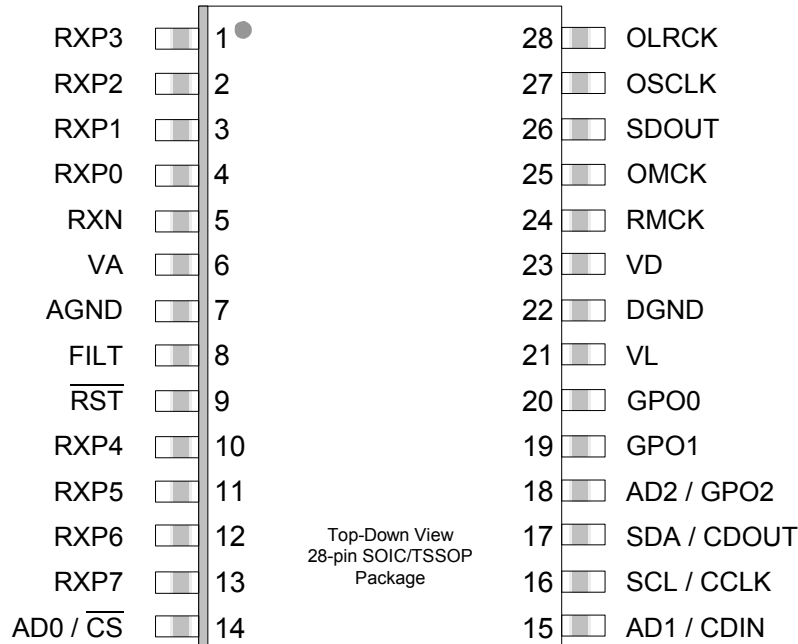 RXP3 1 28 OLRCK
RXP2 2 27 OSCLK
RXP1 3 26 SDOUT
RXP0 4 25 OMCK
RXN 5 24 RMCK
VA 6 23 VD
AGND 7 22 DGND
FILT 8 21 VL
RST 9 20 GPO0
RXP4 10 19 GPO1
RXP5 11 18 AD2 / GPO2
RXP6 12 17 SDA / CDOUT
RXP7 13 16 SCL / CCLK
AD0 / CS 14 15 AD1 / CDIN
Top-Down View
28-pin SOIC/TSSOP
Package